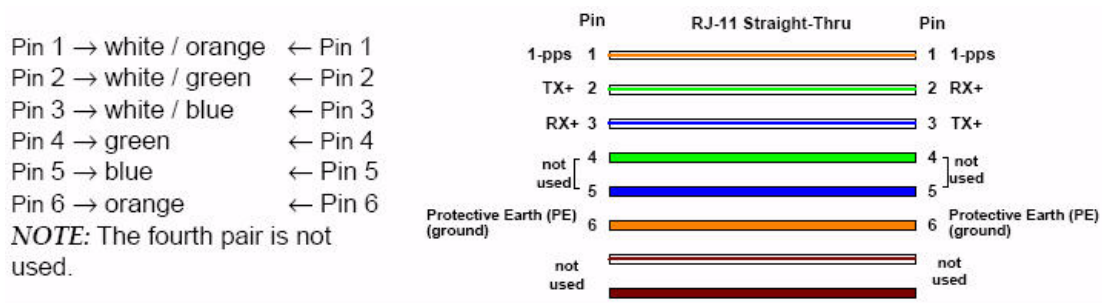 Pin 1 → white / orange ← Pin 1
Pin 2 → white / green ← Pin 2
Pin 3 → white / blue ← Pin 3
Pin 4 → green ← Pin 4
Pin 5 → blue ← Pin 5
Pin 6 → orange ← Pin 6
NOTE: The fourth pair is not
used.
Pin RJ-11 Straight-Thru Pin
1-pps 1 1 1-pps
TX+ 2 2 RX+
RX+ 3 3 TX+
4 4
not not
used used
5 5
Protective Earth (PE) 6 6 Protective Earth (PE)
(ground) (ground)
not not
used used